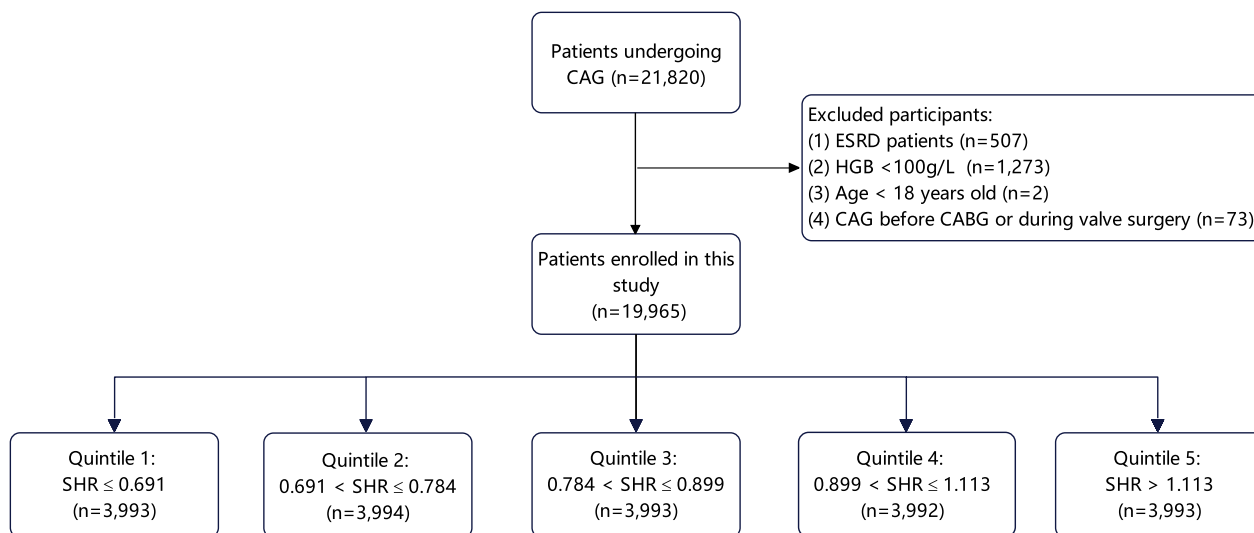 Patients undergoing
CAG (n=21,820)
Excluded participants:
(1) ESRD patients (n=507)
(2) HGB <100g/L (n=1,273)
(3) Age < 18 years old (n=2)
(4) CAG before CABG or during valve surgery (n=73)
Patients enrolled in this
study
(n=19,965)
Quintile 1:
SHR ≤ 0.691
(n=3,993)
Quintile 2:
0.691 < SHR ≤ 0.784
(n=3,994)
Quintile 3:
0.784 < SHR ≤ 0.899
(n=3,993)
Quintile 4:
0.899 < SHR ≤ 1.113
(n=3,992)
Quintile 5:
SHR > 1.113
(n=3,993)